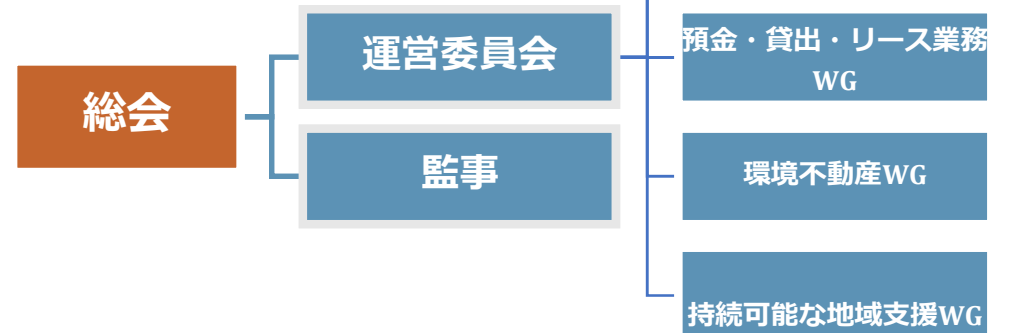 総会
運営委員会
監事
預金・貸出・リース業務
WG
環境不動産WG
持続可能な地域支援WG